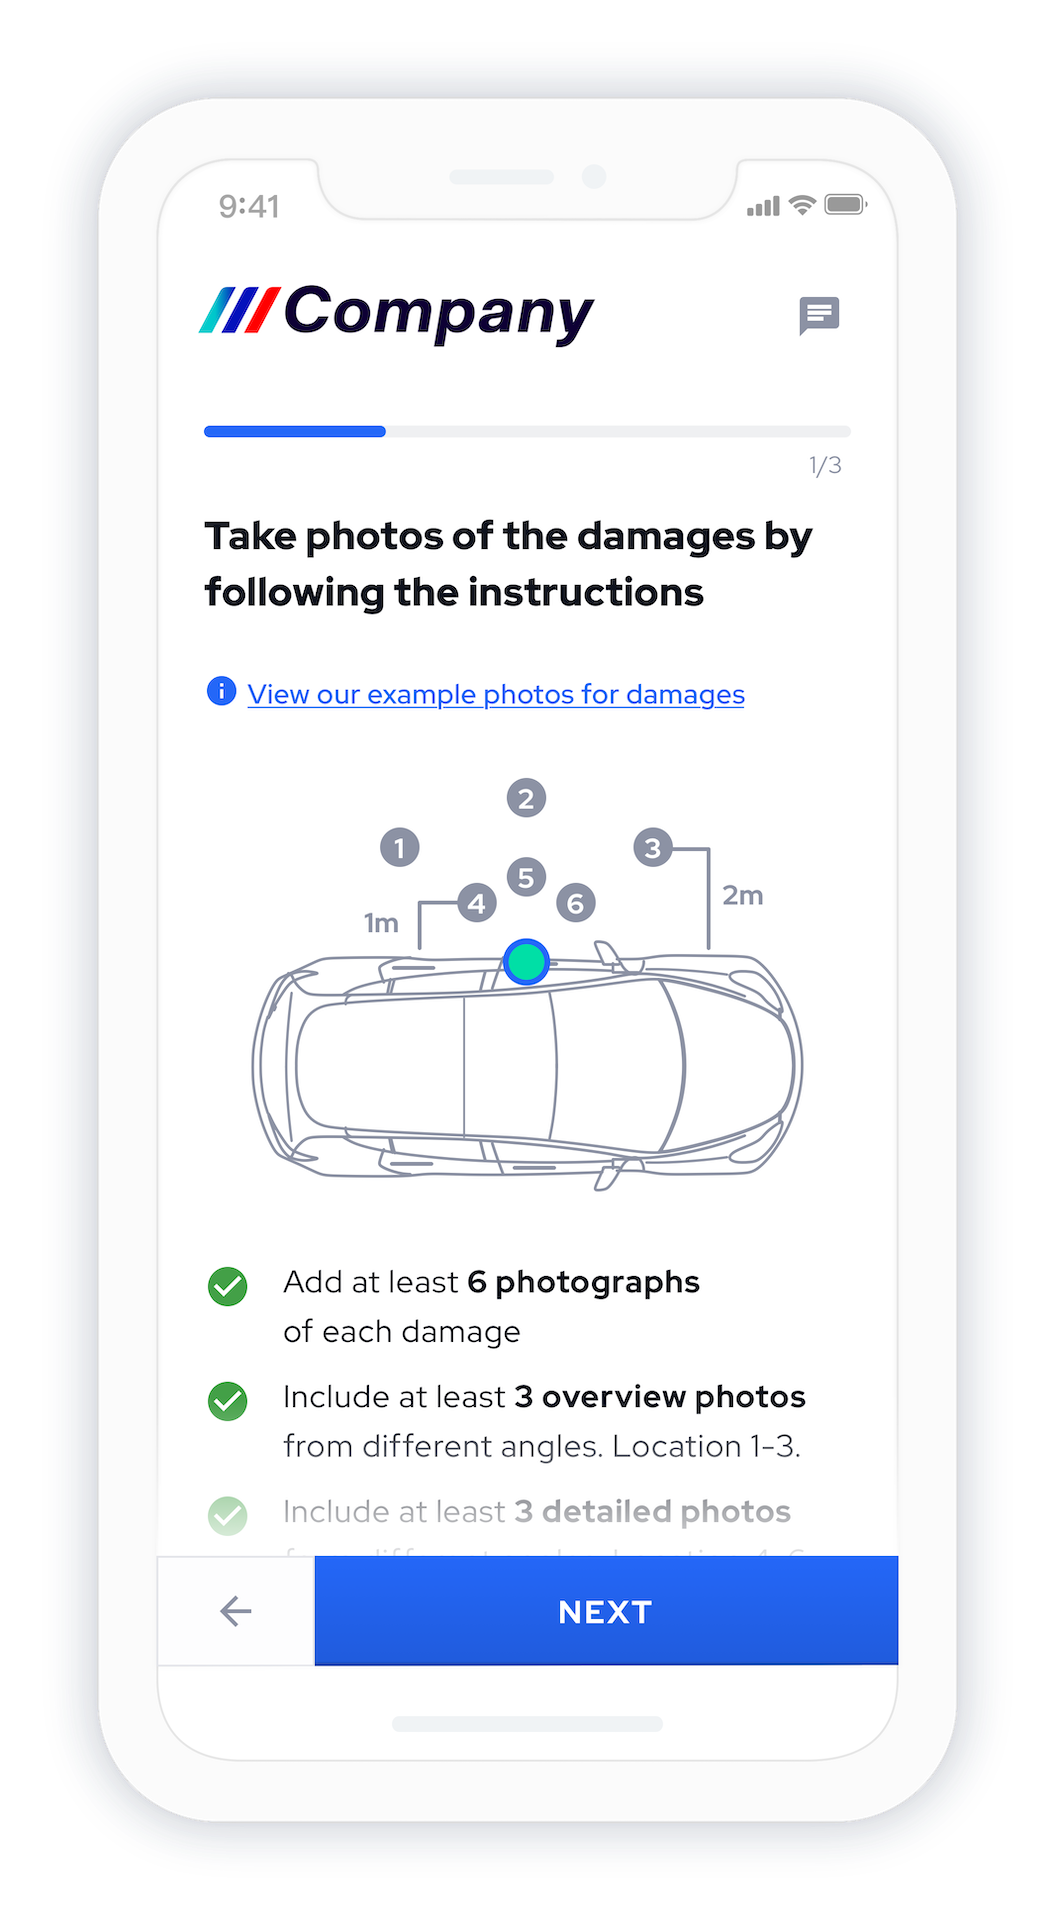 9:41
Company
1/3
Take photos of the damages by
following the instructions
View our example photos for damages
2
1
3
5
4
6
2m
1m
Add at least 6 photographs
of each damage
Include at least 3 overview photos
from different angles. Location 1-3.
Include at least 3 detailed photos
NEXT